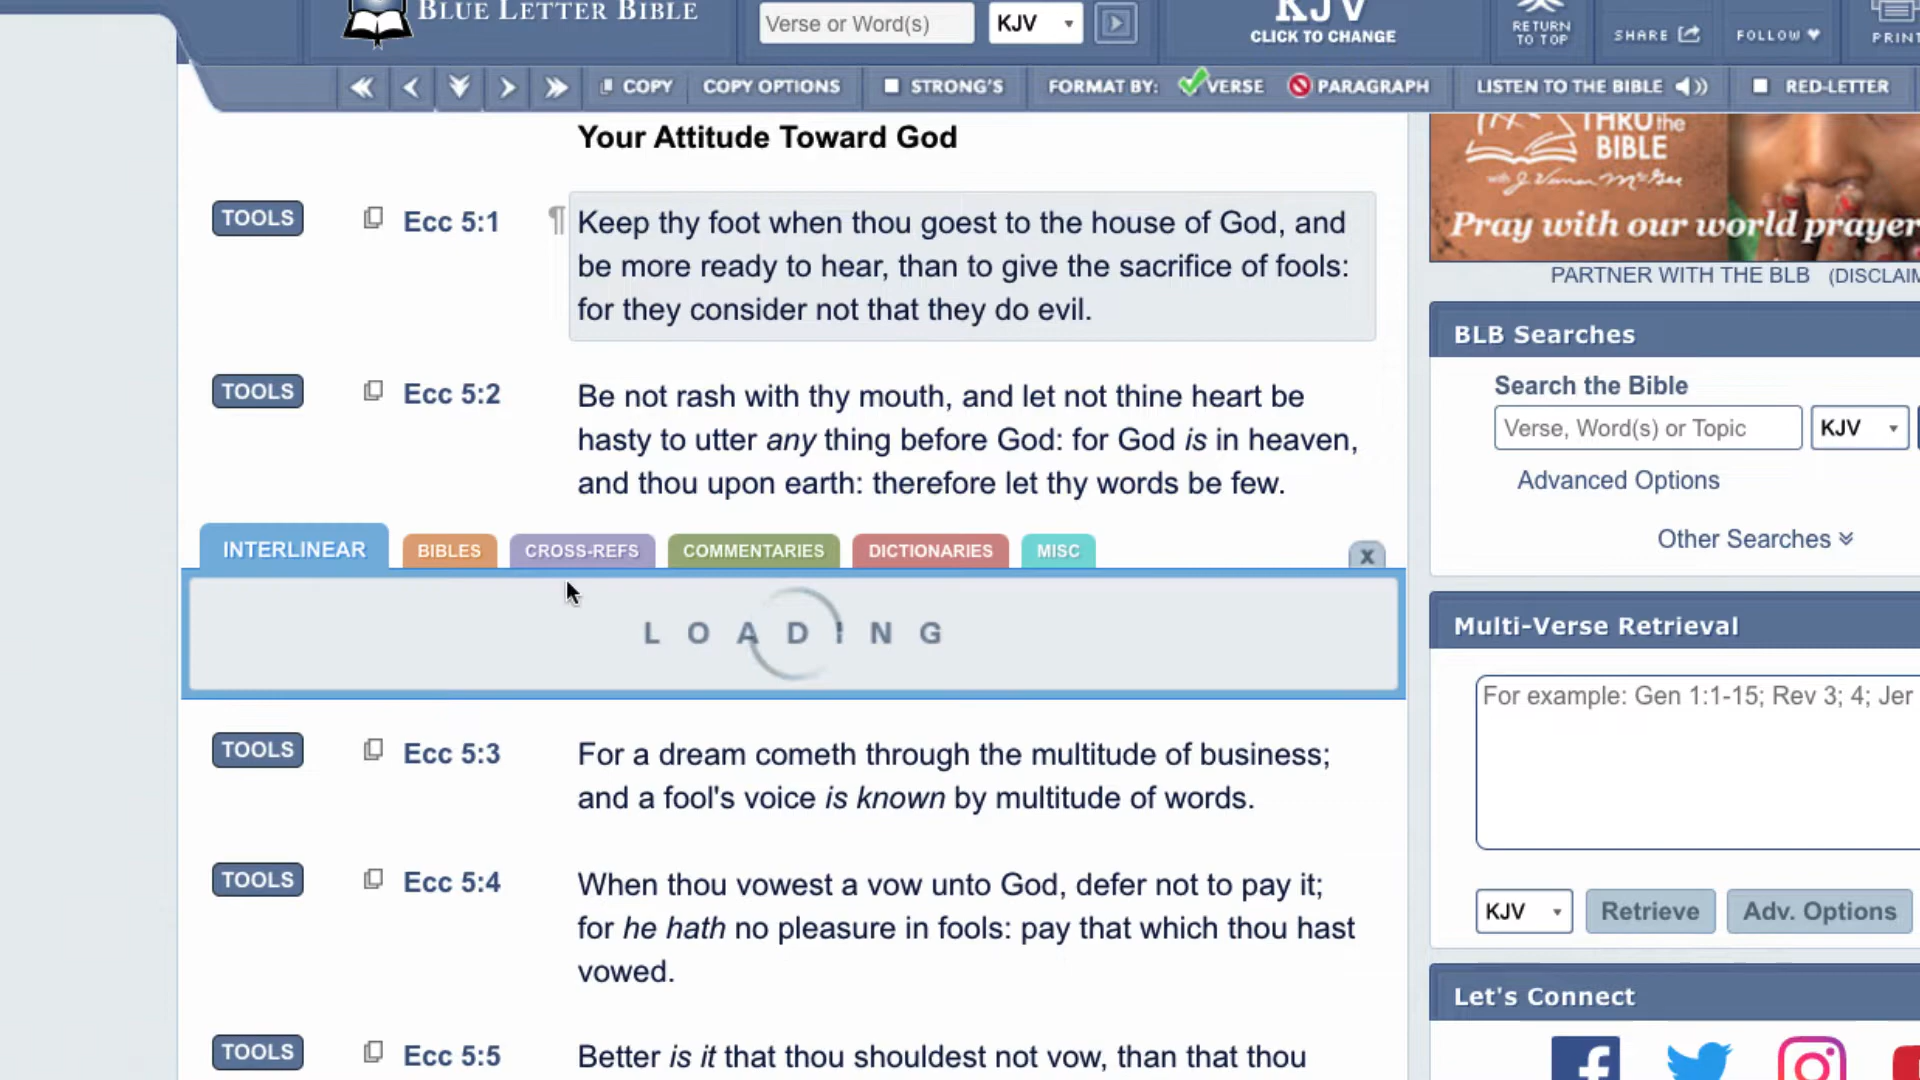 BLUE LETTER BIBLE
Verse or Word(s)
KJV
KJV
CLICK TO CHANGE
RETURN
TO TOP
SHARE
FOLLOW
PRINT
COPY
COPY OPTIONS
STRONG'S
FORMAT BY:
VERSE
PARAGRAPH
LISTEN TO THE BIBLE
RED-LETTER
Your Attitude Toward God
TOOLS
Ecc 5:1
¶
Keep thy foot when thou goest to the house of God, and
be more ready to hear, than to give the sacrifice of fools:
for they consider not that they do evil.
TOOLS
Ecc 5:2
Be not rash with thy mouth, and let not thine heart be
hasty to utter any thing before God: for God is in heaven,
and thou upon earth: therefore let thy words be few.
INTERLINEAR
BIBLES
CROSS-REFS
COMMENTARIES
DICTIONARIES
MISC
X
LOADING
TOOLS
Ecc 5:3
For a dream cometh through the multitude of business;
and a fool's voice is known by multitude of words.
TOOLS
Ecc 5:4
When thou vowest a vow unto God, defer not to pay it;
for he hath no pleasure in fools: pay that which thou hast
vowed.
TOOLS
Ecc 5:5
Better is it that thou shouldest not vow, than that thou
THRU the
BIBLE
with J. Vernon McGee
Pray with our world prayer
PARTNER WITH THE BLB
(DISCLAIM
BLB Searches
Search the Bible
Verse, Word(s) or Topic
KJV
Advanced Options
Other Searches
Multi-Verse Retrieval
For example: Gen 1:1-15; Rev 3; 4; Jer
KJV
Retrieve
Adv. Options
Let's Connect